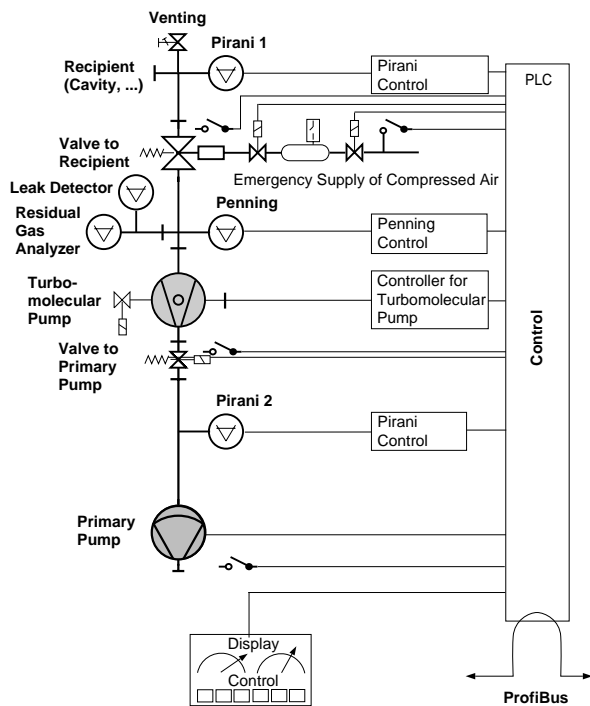 Venting
Pirani 1
Recipient
(Cavity, ...)
Pirani
Control
PLC
Valve to
Recipient
Emergency Supply of Compressed Air
Leak Detector
Residual
Gas
Analyzer
Penning
Penning
Control
Turbo-
molecular
Pump
Controller for
Turbomolecular
Pump
Control
Valve to
Primary
Pump
Pirani 2
Pirani
Control
Primary
Pump
Display
Control
ProfiBus